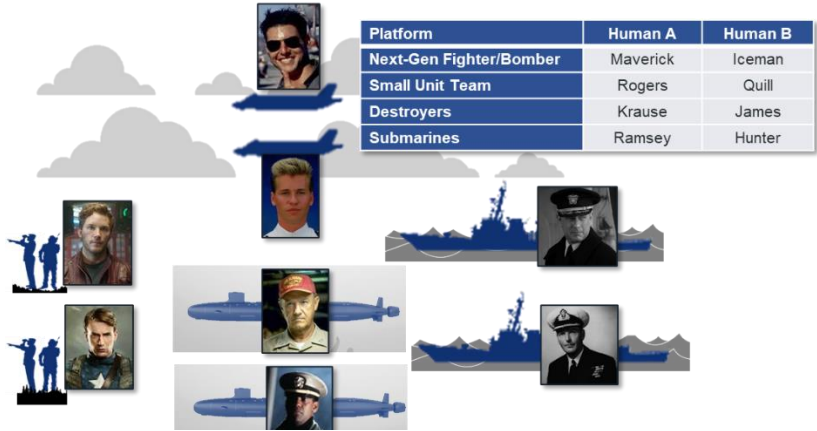 Platform Human A Human B
Next-Gen Fighter/Bomber Maverick Iceman
Small Unit Team Rogers Quill
Destroyers Krause James
Submarines Ramsey Hunter